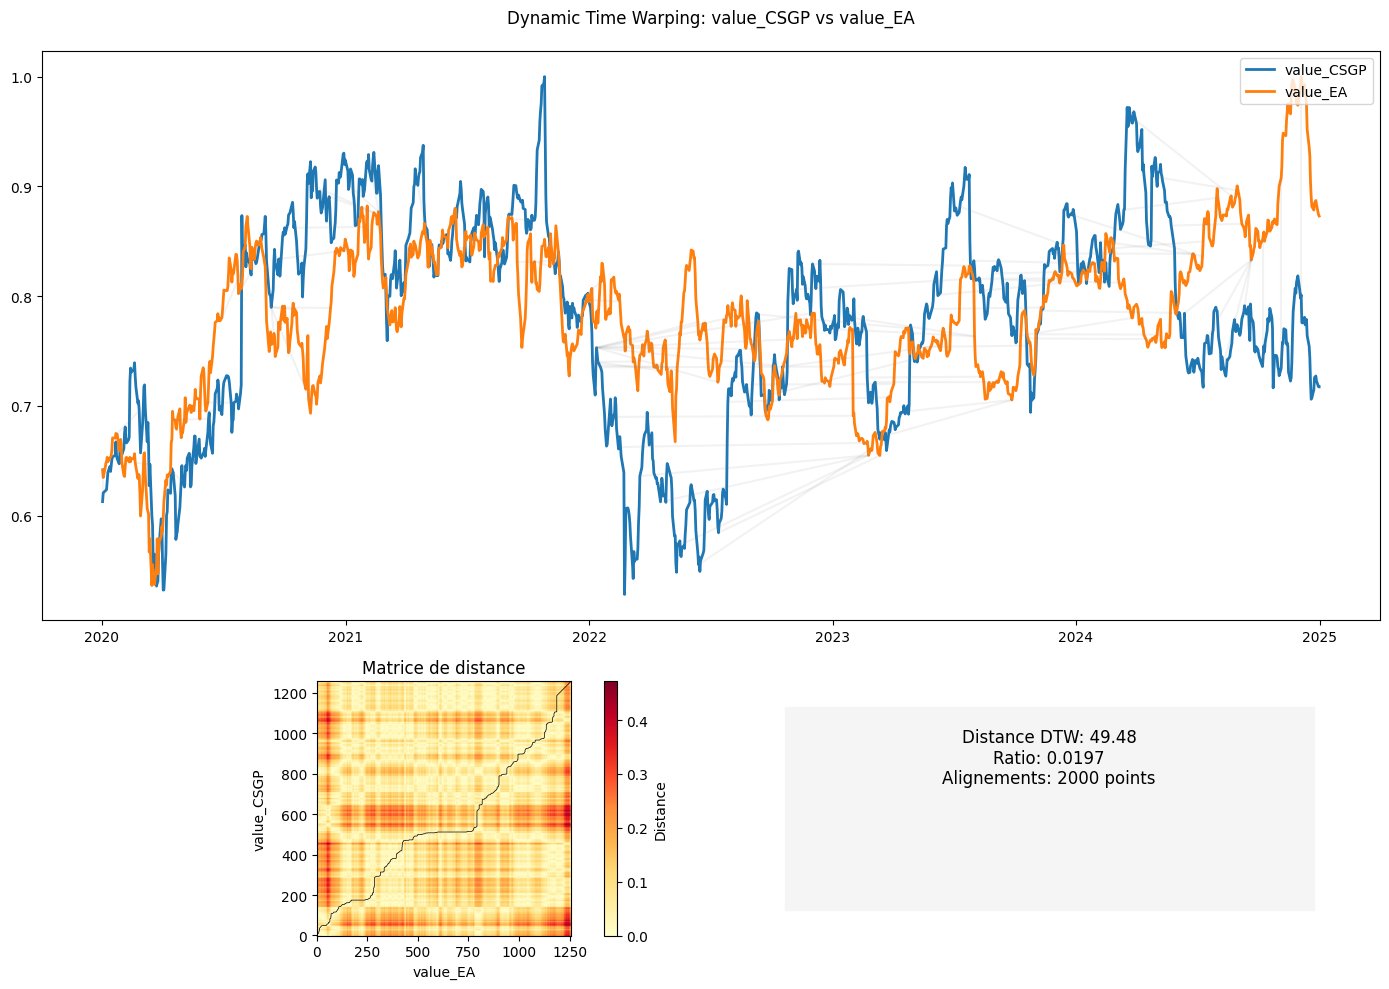 Dynamic Time Warping: value_CSGP vs value_EA
value_CSGP
value_EA
1.0
0.9
0.8
0.7
0.6
2020 2021 2022 2023 2024 2025
Matrice de distance
value_CSGP
1200
1000
800
600
400
200
0
0 250 500 750 1000 1250
value_EA
0.4
0.3
0.2
0.1
0.0
Distance
Distance DTW: 49.48
Ratio: 0.0197
Alignements: 2000 points